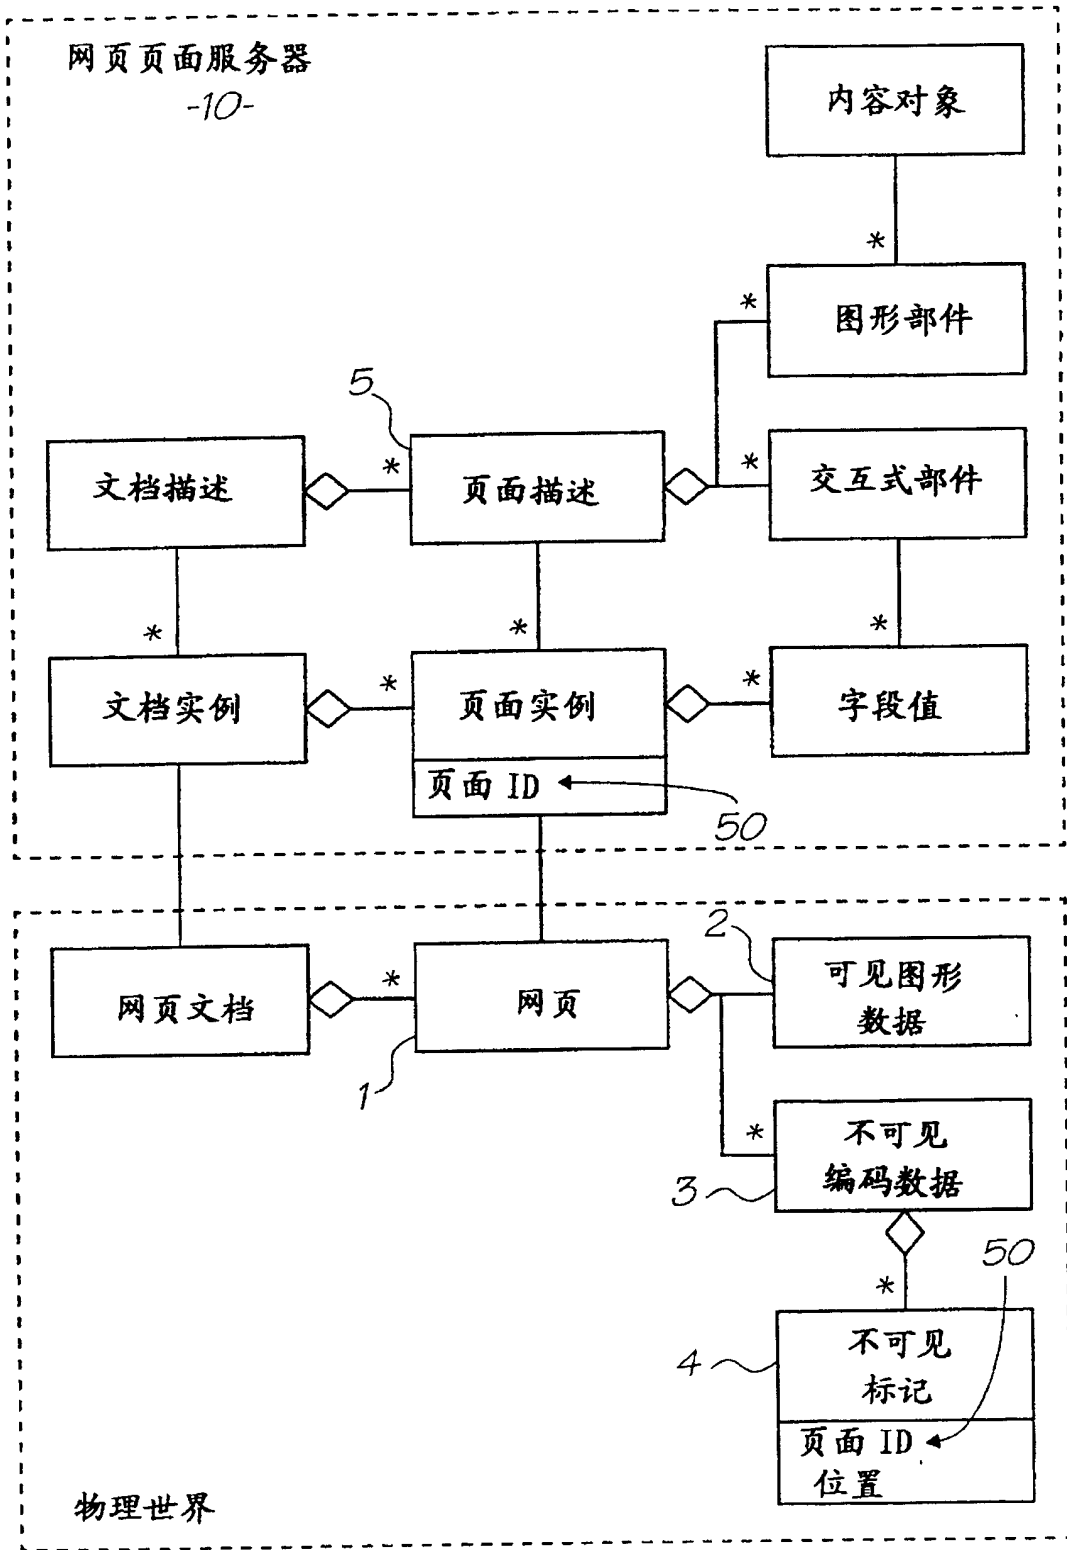 网页页面服务器
-10-
内容对象
*
*
图形部件
5
文档描述
*
页面描述
*
交互式部件
*
*
*
文档实例
*
页面实例
*
字段值
页面 ID
50
2
网页文档
*
网页
可见图形
数据
1
*
不可见
编码数据
3
50
*
4
不可见
标记
页面 ID
位置
物理世界